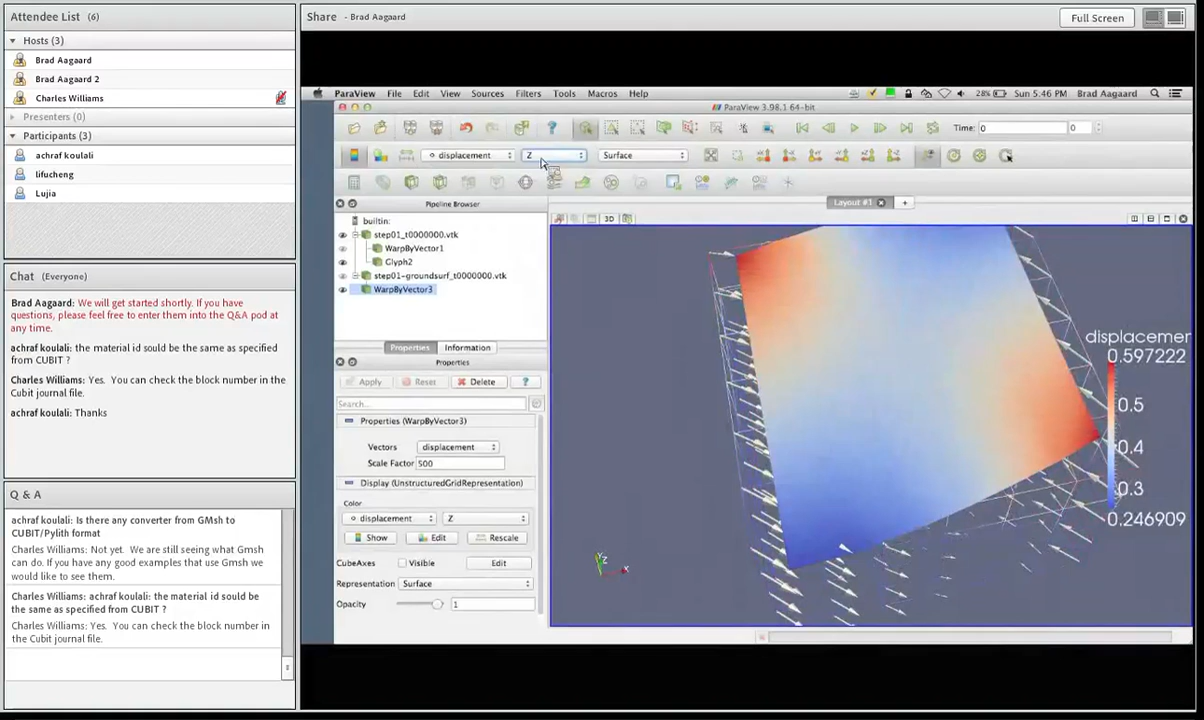 Attendee List (6)
Hosts (3)
Brad Aagaard
Brad Aagaard 2
Charles Williams
Presenters (0)
Participants (3)
achraf koulali
lifucheng
Lujia
Chat (Everyone)
Brad Aagaard: We will get started shortly. If you have
questions, please feel free to enter them into the Q&A pod at
any time.
achraf koulali: the material id sould be the same as specified
from CUBIT ?
Charles Williams: Yes. You can check the block number in the
Cubit journal file.
achraf koulali: Thanks
Q & A
achraf koulali: Is there any converter from GMsh to
CUBIT/Pylith format
Charles Williams: Not yet. We are still seeing what Gmsh
can do. If you have any good examples that use Gmsh we
would like to see them.
Charles Williams: achraf koulali: the material id sould be
the same as specified from CUBIT ?
Charles Williams: Yes. You can check the block number in
the Cubit journal file.
Share - Brad Aagaard
Full Screen
ParaView File Edit View Sources Filters Tools Macros Help
28% Sun 5:46 PM Brad Aagaard
ParaView 3.98.1 64-bit
Time: 0 0
displacement Z Surface
Pipeline Browser
Layout #1 +
3D
builtin:
step01_t0000000.vtk
WarpByVector1
Glyph2
step01-groundsurf_t0000000.vtk
WarpByVector3
Properties Information
Properties
Apply Reset Delete ?
Search...
Properties (WarpByVector3)
Vectors displacement
Scale Factor 500
Display (UnstructuredGridRepresentation)
Color
displacement Z
Show Edit Rescale
CubeAxes Visible Edit
Representation Surface
Opacity 1
displacemen
0.597222
0.5
0.4
0.3
0.246909
Y
Z
X